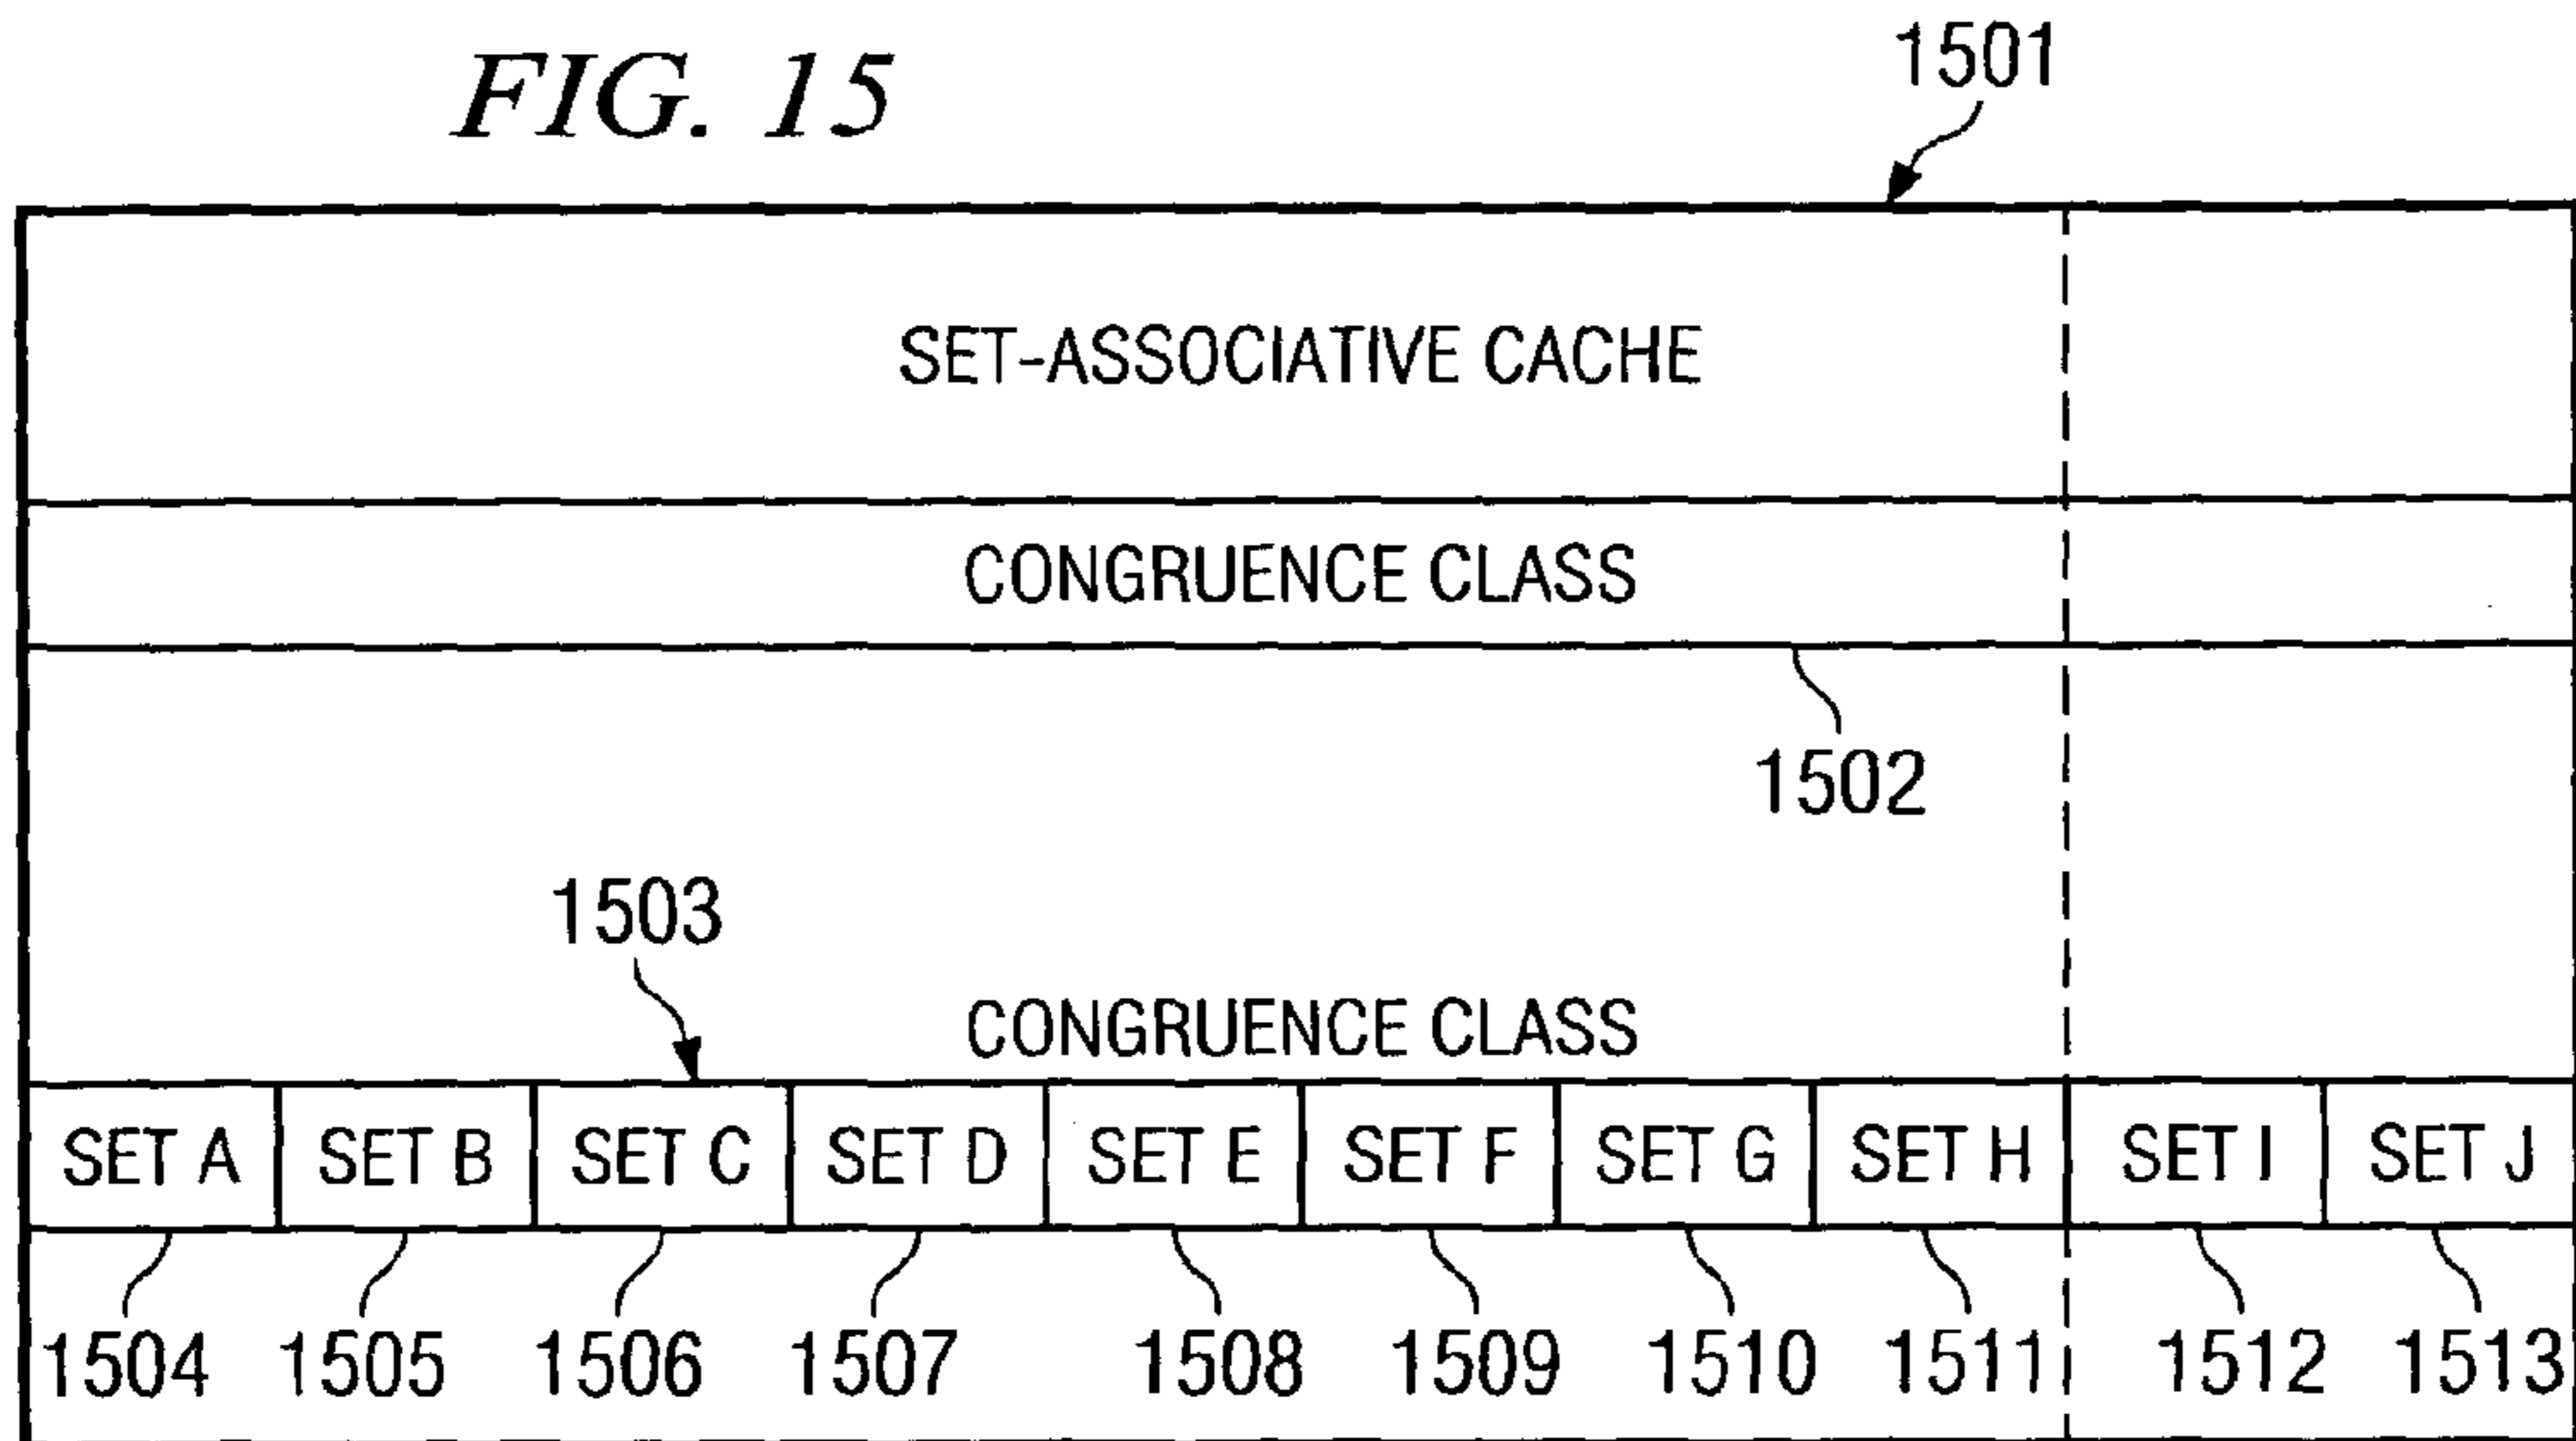 FIG. 15
1501
SET-ASSOCIATIVE CACHE
CONGRUENCE CLASS
1502
1503
CONGRUENCE CLASS
SET A SET B SET C SET D SET E SET F SET G SET H SET I SET J
1504 1505 1506 1507 1508 1509 1510 1511 1512 1513